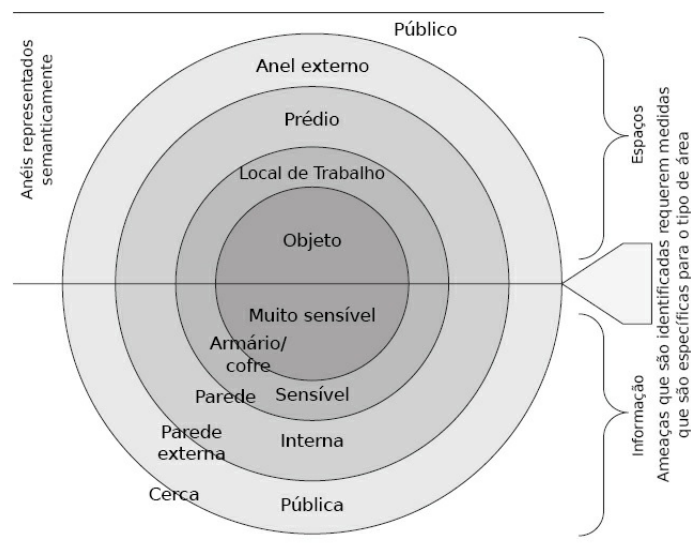 Público
Anel externo
Prédio
Local de Trabalho
Objeto
Muito sensível
Armário/
cofre
Parede
Sensível
Parede
externa
Interna
Cerca
Pública
Anéis representados
semanticamente
Espaços
Informação
Ameaças que são identificadas requerem medidas
que são específicas para o tipo de área